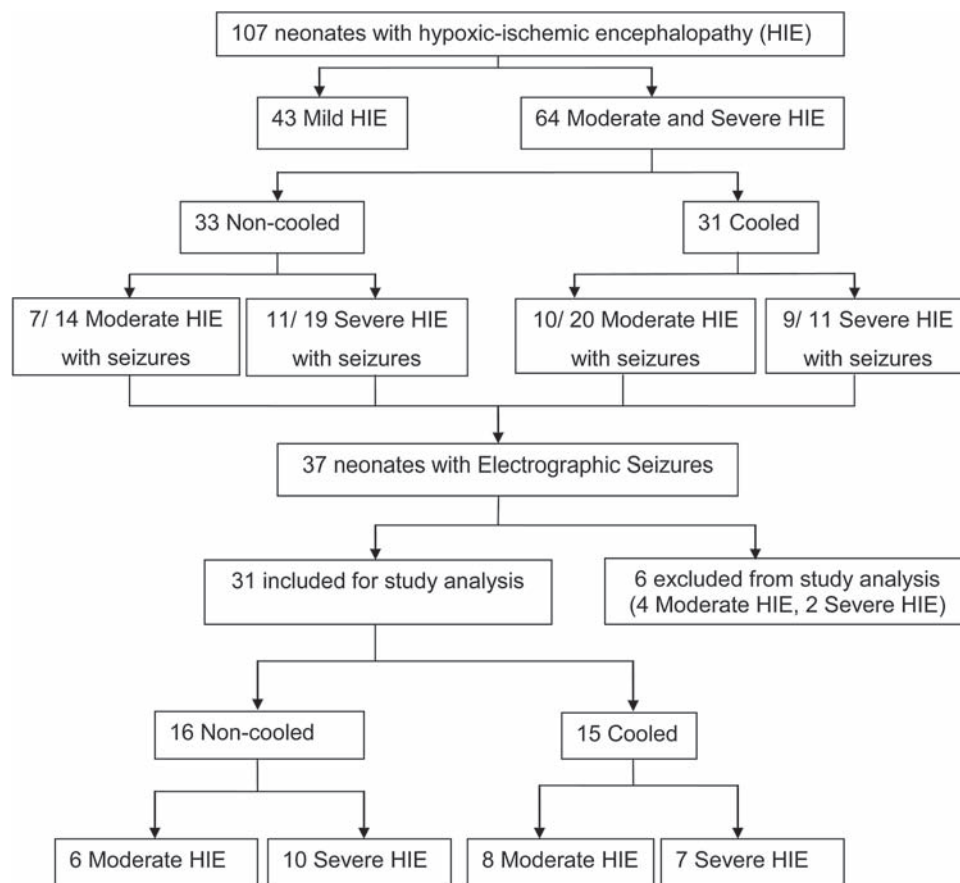 107 neonates with hypoxic-ischemic encephalopathy (HIE)
43 Mild HIE
64 Moderate and Severe HIE
33 Non-cooled
31 Cooled
7/ 14 Moderate HIE
with seizures
11/ 19 Severe HIE
with seizures
10/ 20 Moderate HIE
with seizures
9/ 11 Severe HIE
with seizures
37 neonates with Electrographic Seizures
31 included for study analysis
6 excluded from study analysis
(4 Moderate HIE, 2 Severe HIE)
16 Non-cooled
15 Cooled
6 Moderate HIE
10 Severe HIE
8 Moderate HIE
7 Severe HIE